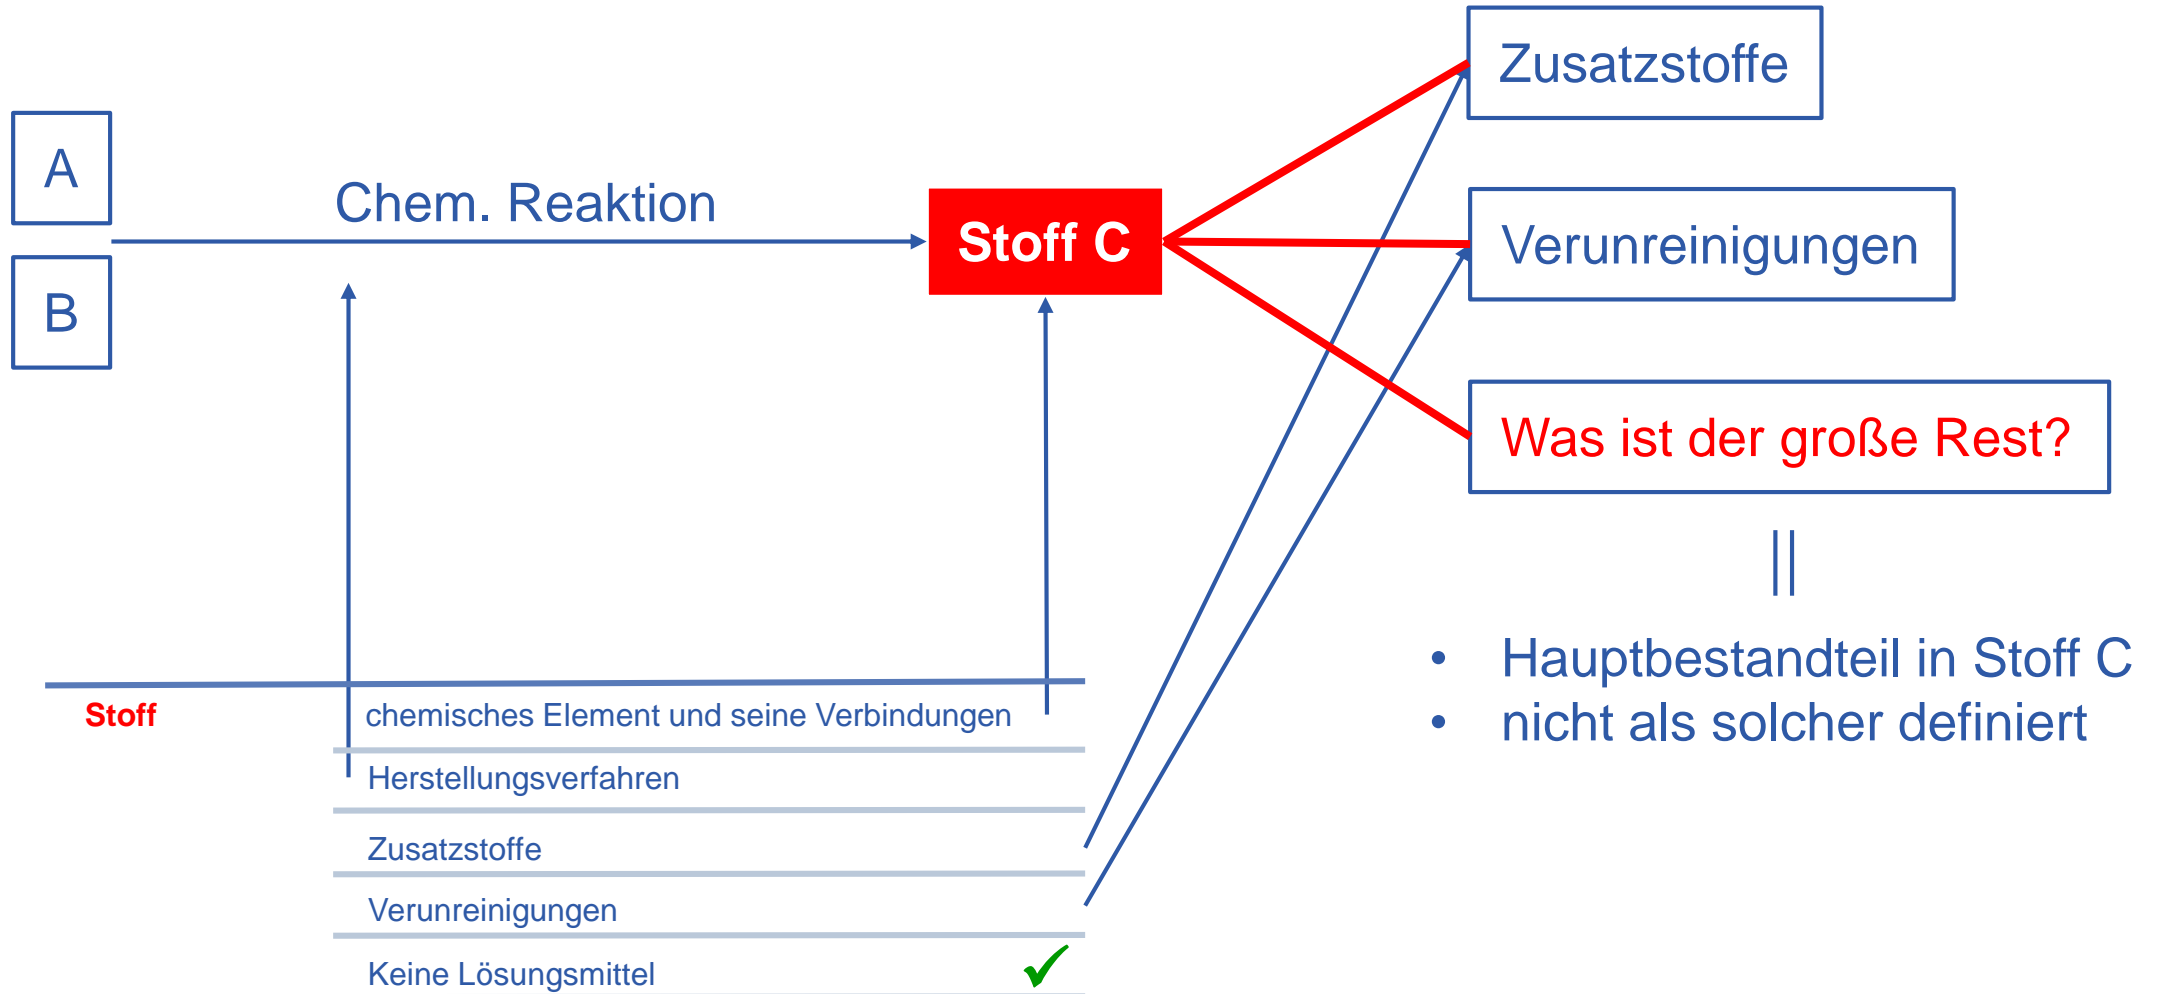 Zusatzstoffe
A
Chem. Reaktion
Stoff C
Verunreinigungen
B
Was ist der große Rest?
• Hauptbestandteil in Stoff C
• nicht als solcher definiert
Stoff
chemisches Element und seine Verbindungen
Herstellungsverfahren
Zusatzstoffe
Verunreinigungen
Keine Lösungsmittel